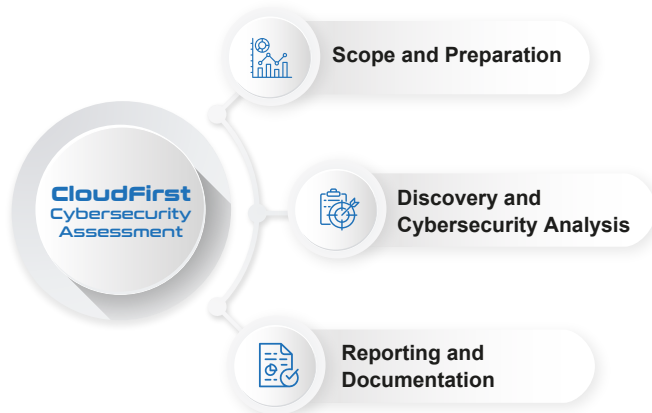 CloudFirst
Cybersecurity
Assessment
Scope and Preparation
Discovery and
Cybersecurity Analysis
Reporting and
Documentation